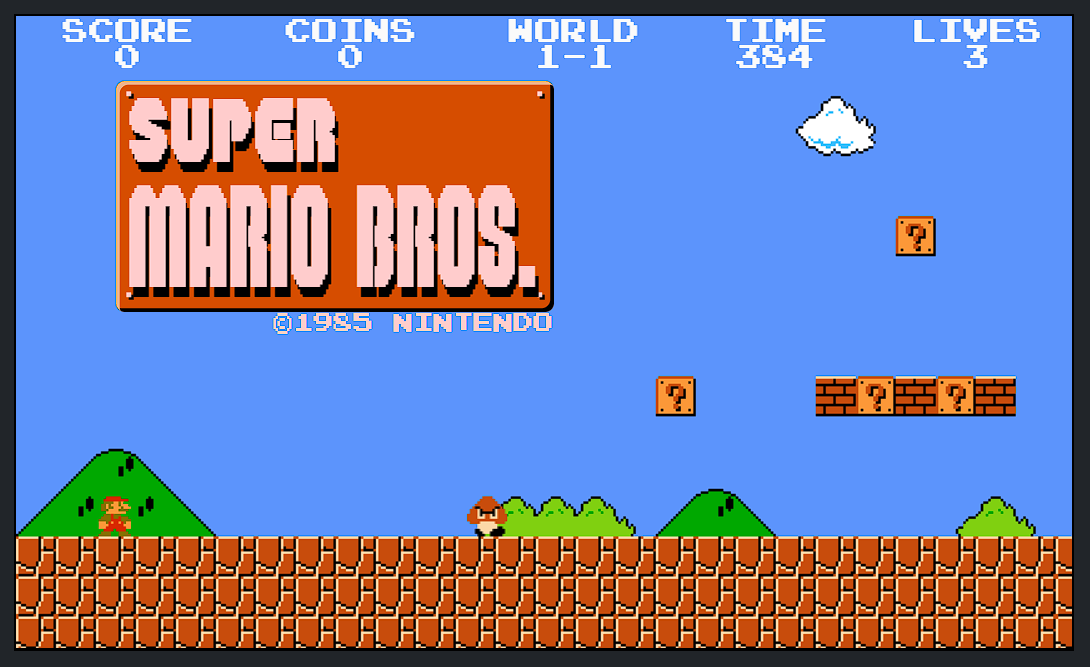 SCORE COINS WORLD TIME LIVES
0 0 1-1 384 3
SUPER
MARIO BROS.
©1985 NINTENDO
?
? ? ?